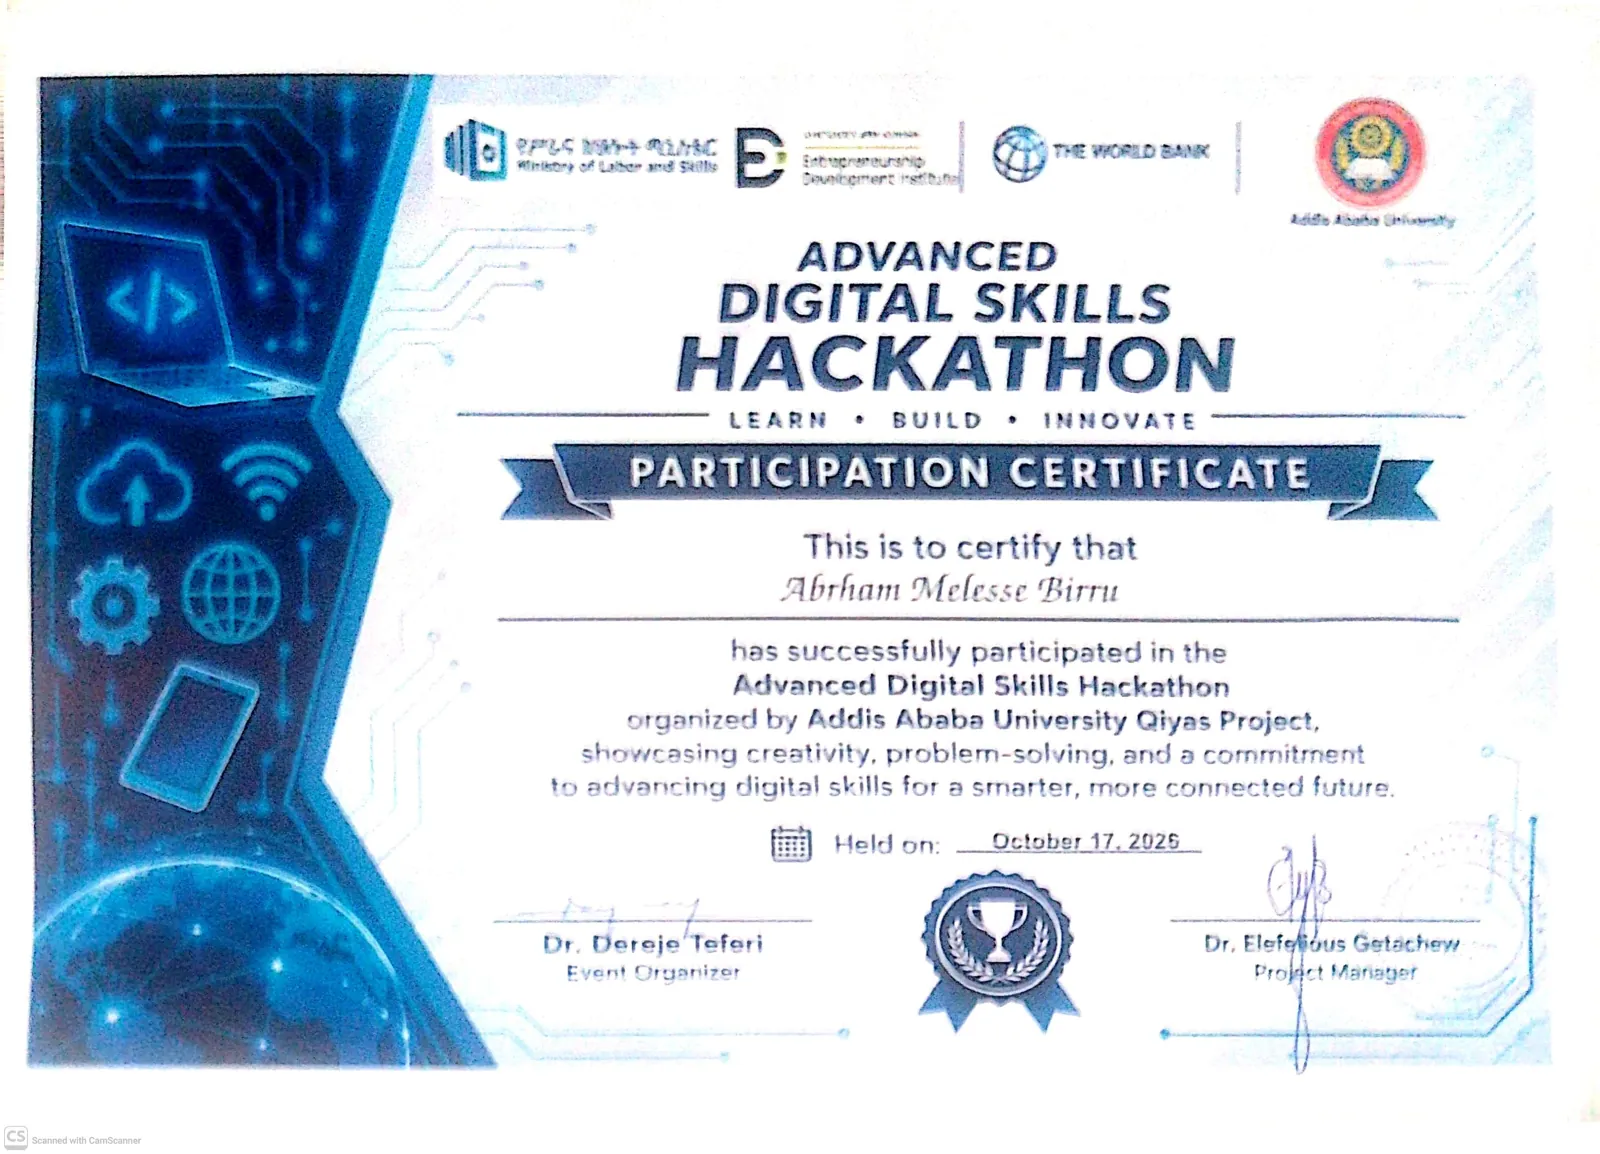 የሥራና ክህሎት ሚኒስቴር
Ministry of Labor and Skills
Entrepreneurship
Development Institute
THE WORLD BANK
Addis Ababa University
ADVANCED
DIGITAL SKILLS
HACKATHON
LEARN • BUILD • INNOVATE
PARTICIPATION CERTIFICATE
This is to certify that
Abrham Melesse Birru
has successfully participated in the
Advanced Digital Skills Hackathon
organized by Addis Ababa University Qiyas Project,
showcasing creativity, problem-solving, and a commitment
to advancing digital skills for a smarter, more connected future.
Held on: October 17, 2026
Dr. Dereje Teferi
Event Organizer
Dr. Elefelious Getachew
Project Manager
CS Scanned with CamScanner